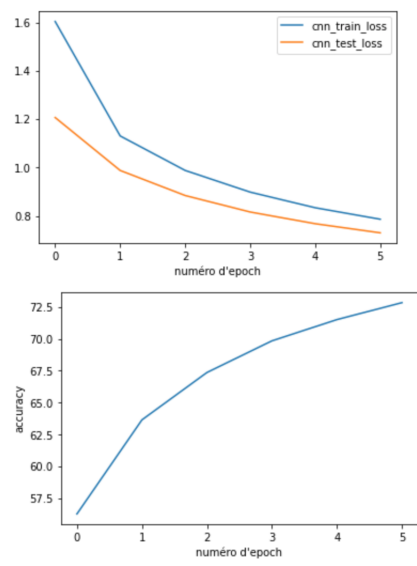 1.6
1.4
1.2
1.0
0.8
cnn_train_loss
cnn_test_loss
0 1 2 3 4 5
numéro d'epoch
72.5
70.0
67.5
65.0
62.5
60.0
57.5
accuracy
0 1 2 3 4 5
numéro d'epoch